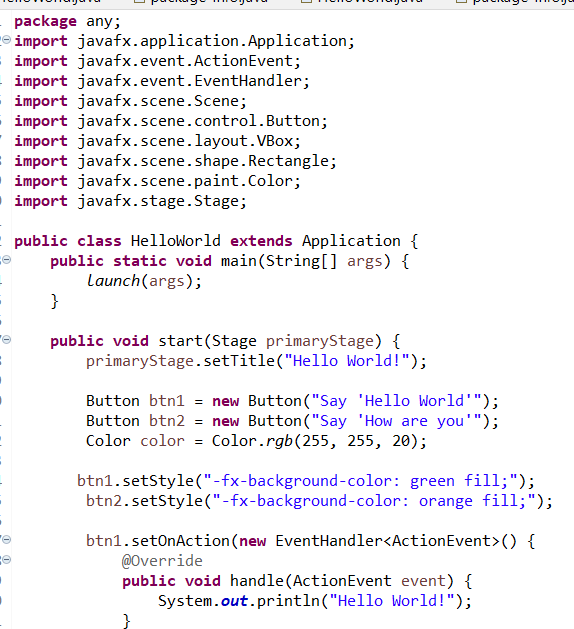 package any;
import javafx.application.Application;
import javafx.event.ActionEvent;
import javafx.event.EventHandler;
import javafx.scene.Scene;
import javafx.scene.control.Button;
import javafx.scene.layout.VBox;
import javafx.scene.shape.Rectangle;
import javafx.scene.paint.Color;
import javafx.stage.Stage;

public class HelloWorld extends Application {
    public static void main(String[] args) {
        launch(args);
    }

    public void start(Stage primaryStage) {
        primaryStage.setTitle("Hello World!");

        Button btn1 = new Button("Say 'Hello World'");
        Button btn2 = new Button("Say 'How are you'");
        Color color = Color.rgb(255, 255, 20);

       btn1.setStyle("-fx-background-color: green fill;");
        btn2.setStyle("-fx-background-color: orange fill;");

        btn1.setOnAction(new EventHandler<ActionEvent>() {
            @Override
            public void handle(ActionEvent event) {
                System.out.println("Hello World!");
            }